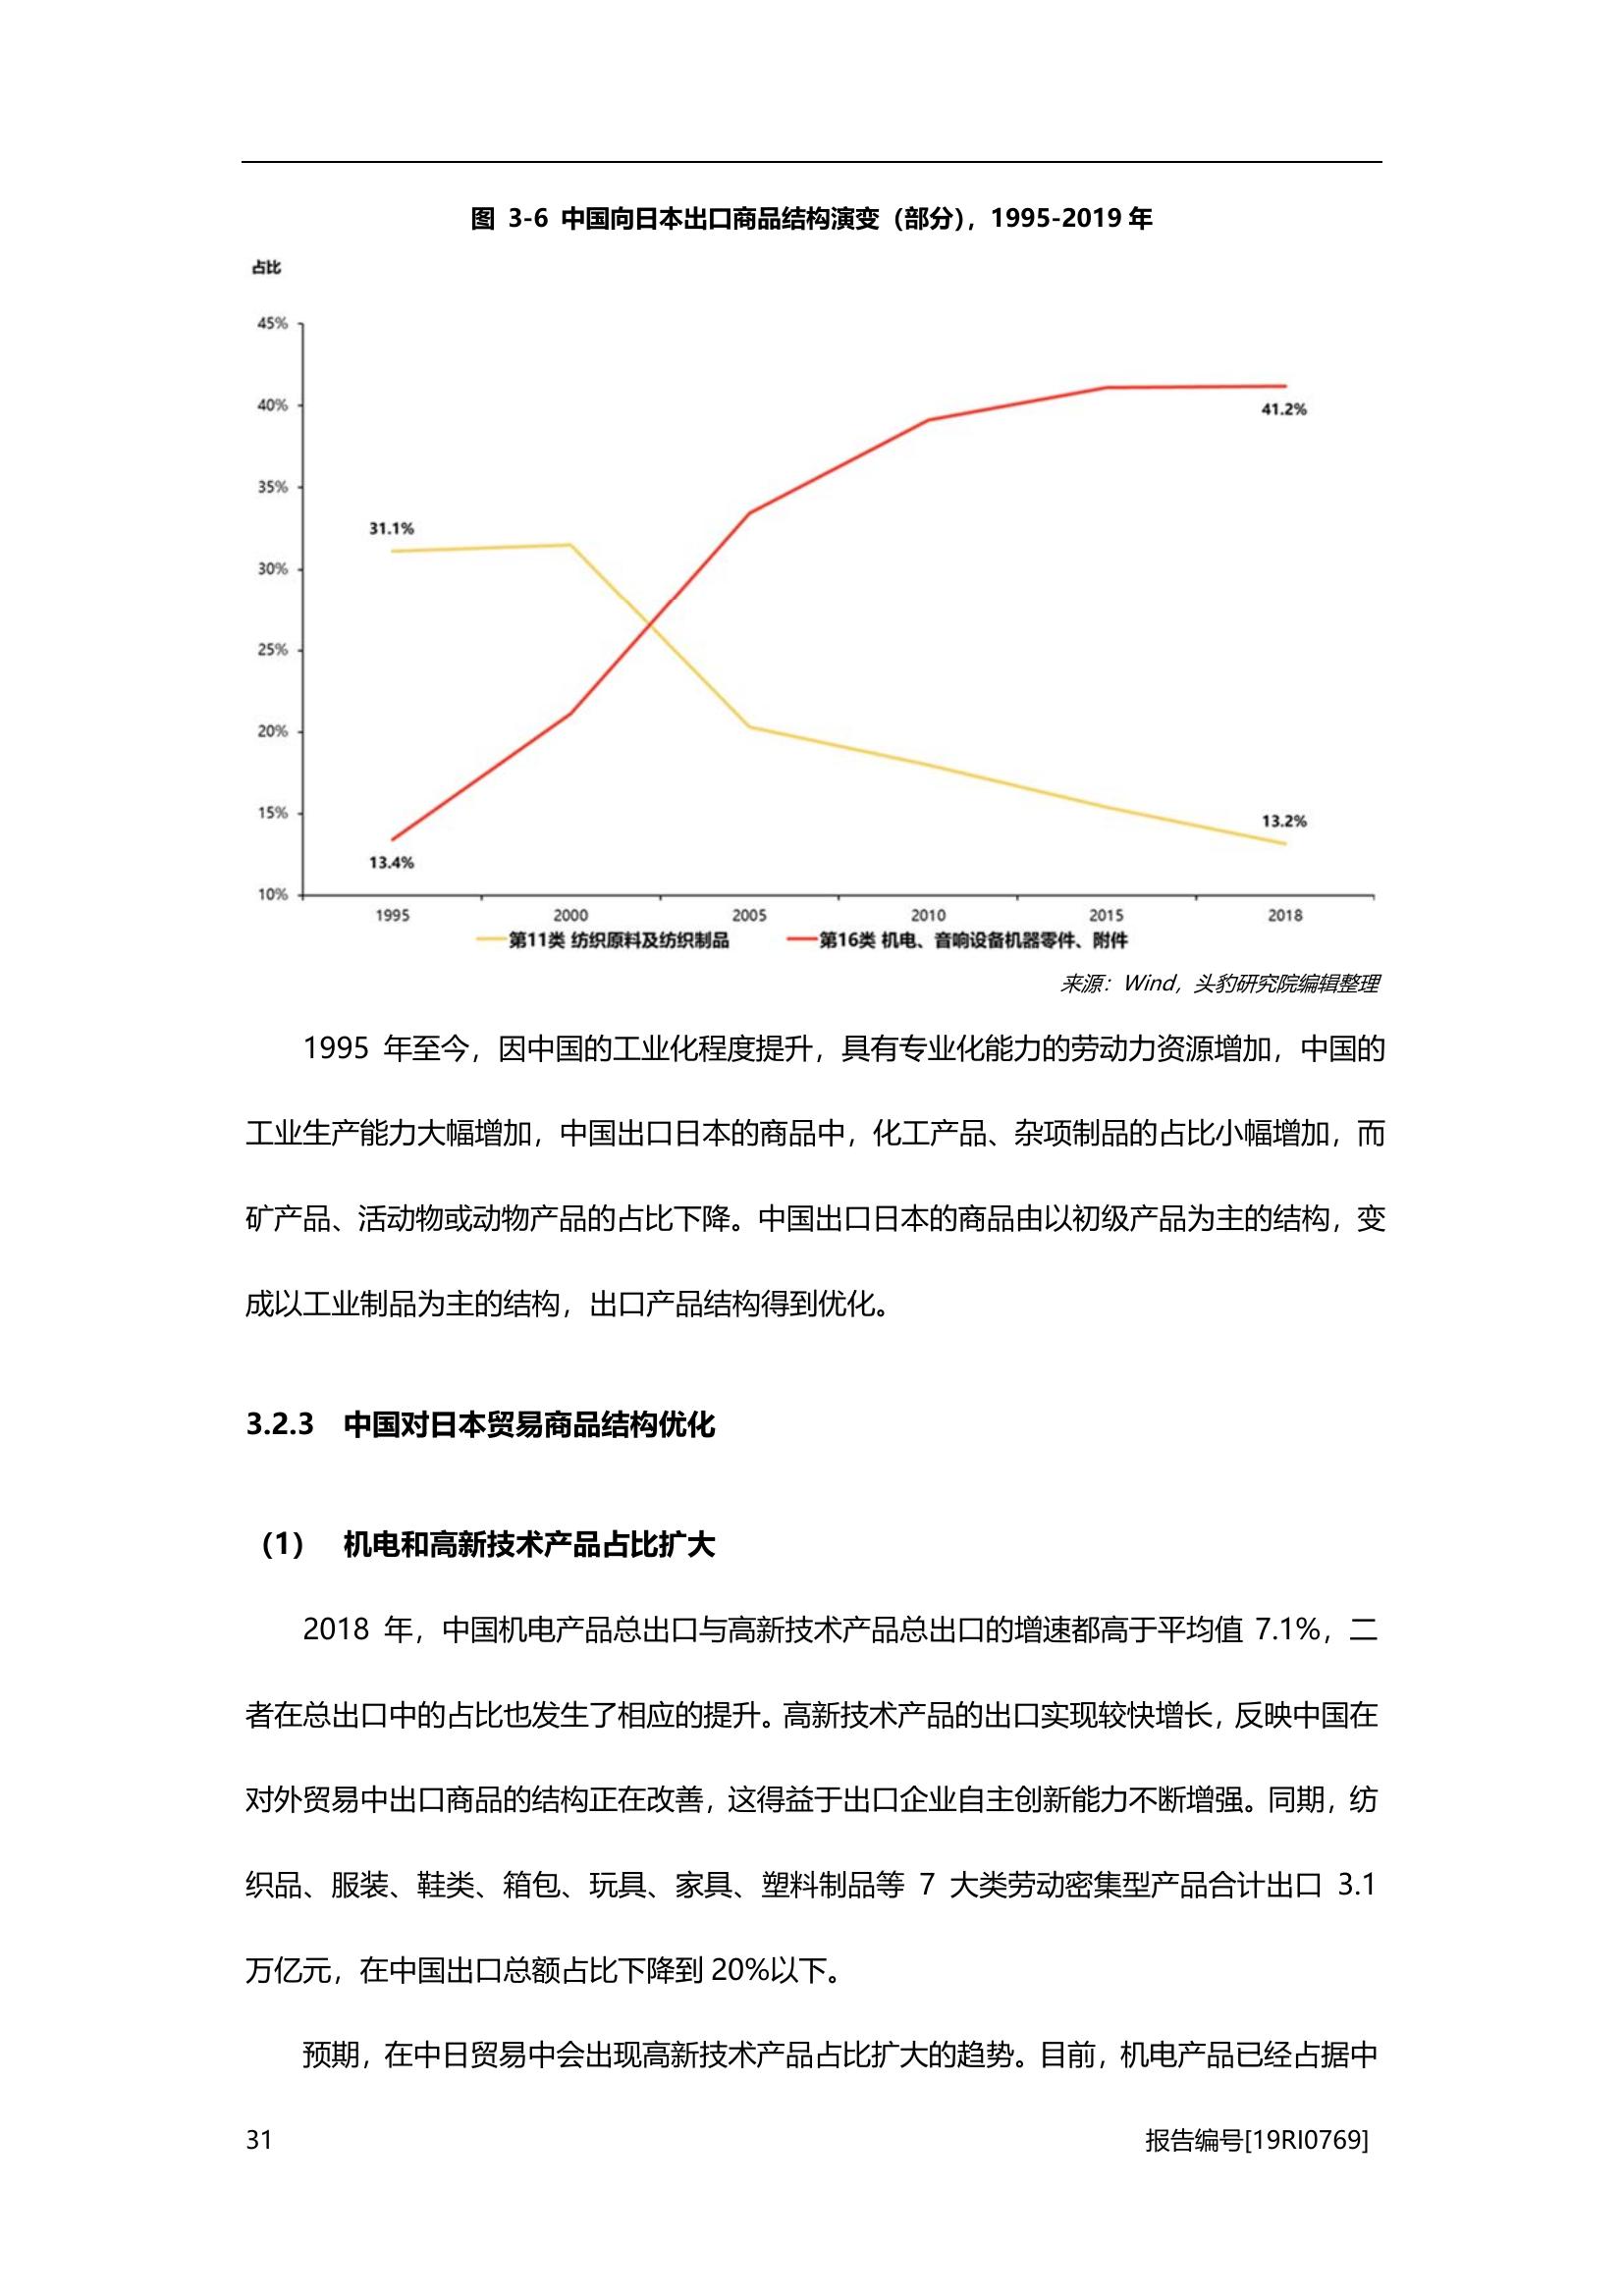 图 3-6 中国向日本出口商品结构演变（部分），1995-2019 年
占比
45%
40%
35%
30%
25%
20%
15%
10%
31.1%
13.4%
41.2%
13.2%
1995 2000 2005 2010 2015 2018
第11类 纺织原料及纺织制品 第16类 机电、音响设备机器零件、附件
来源：Wind，头豹研究院编辑整理
1995 年至今，因中国的工业化程度提升，具有专业化能力的劳动力资源增加，中国的
工业生产能力大幅增加，中国出口日本的商品中，化工产品、杂项制品的占比小幅增加，而
矿产品、活动物或动物产品的占比下降。中国出口日本的商品由以初级产品为主的结构，变
成以工业制品为主的结构，出口产品结构得到优化。
3.2.3 中国对日本贸易商品结构优化
（1） 机电和高新技术产品占比扩大
2018 年，中国机电产品总出口与高新技术产品总出口的增速都高于平均值 7.1%，二
者在总出口中的占比也发生了相应的提升。高新技术产品的出口实现较快增长，反映中国在
对外贸易中出口商品的结构正在改善，这得益于出口企业自主创新能力不断增强。同期，纺
织品、服装、鞋类、箱包、玩具、家具、塑料制品等 7 大类劳动密集型产品合计出口 3.1
万亿元，在中国出口总额占比下降到 20%以下。
预期，在中日贸易中会出现高新技术产品占比扩大的趋势。目前，机电产品已经占据中
31 报告编号[19RI0769]